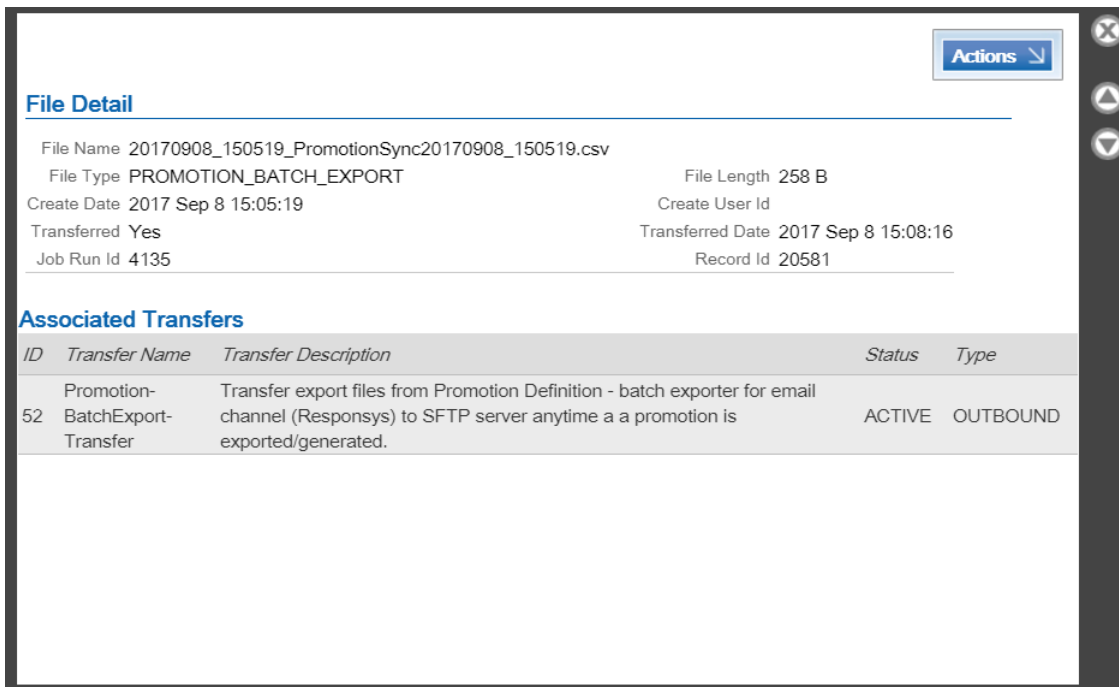 Actions
File Detail
File Name 20170908_150519_PromotionSync20170908_150519.csv
File Type PROMOTION_BATCH_EXPORT File Length 258 B
Create Date 2017 Sep 8 15:05:19 Create User Id
Transferred Yes Transferred Date 2017 Sep 8 15:08:16
Job Run Id 4135 Record Id 20581
Associated Transfers
ID Transfer Name Transfer Description Status Type
Promotion- Transfer export files from Promotion Definition - batch exporter for email
52 BatchExport- channel (Responsys) to SFTP server anytime a a promotion is ACTIVE OUTBOUND
Transfer exported/generated.